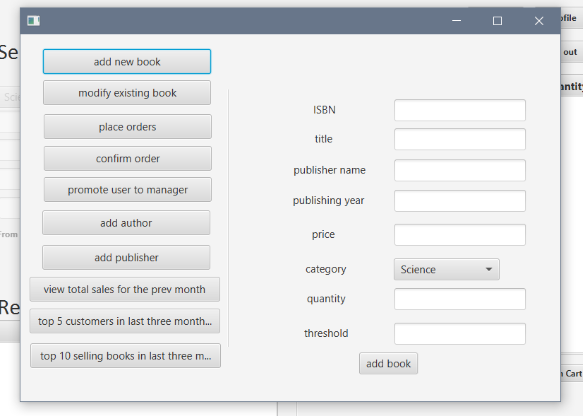 add new book
modify existing book
place orders
confirm order
promote user to manager
add author
add publisher
view total sales for the prev month
top 5 customers in last three month...
top 10 selling books in last three m...
ISBN
title
publisher name
publishing year
price
category
Science
quantity
threshold
add book
Se
Scie
From
Re
ofile
out
antity
Cart